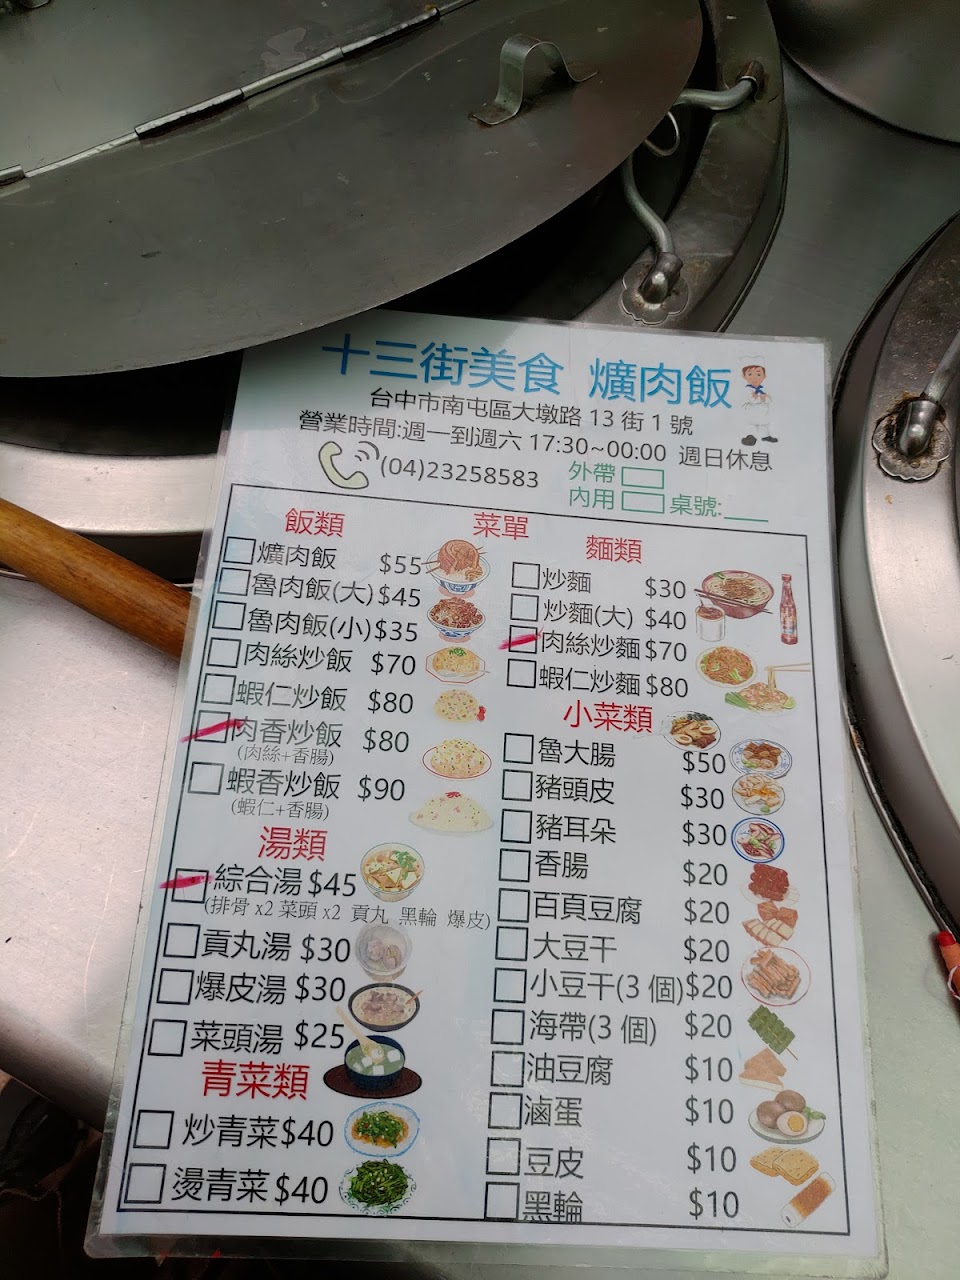 十三街美食 爌肉飯
台中市南屯區大墩路 13 街 1 號
營業時間:週一到週六 17:30~00:00 週日休息
(04)23258583
外帶
內用 桌號:___
菜單
飯類
爌肉飯 $55
魯肉飯(大) $45
魯肉飯(小) $35
肉絲炒飯 $70
蝦仁炒飯 $80
肉香炒飯 $80
(肉絲+香腸)
蝦香炒飯 $90
(蝦仁+香腸)
湯類
綜合湯 $45
(排骨 x2 菜頭 x2 貢丸 黑輪 爆皮)
貢丸湯 $30
爆皮湯 $30
菜頭湯 $25
青菜類
炒青菜 $40
燙青菜 $40
麵類
炒麵 $30
炒麵(大) $40
肉絲炒麵 $70
蝦仁炒麵 $80
小菜類
魯大腸 $50
豬頭皮 $30
豬耳朵 $30
香腸 $20
百頁豆腐 $20
大豆干 $20
小豆干(3 個) $20
海帶(3 個) $20
油豆腐 $10
滷蛋 $10
豆皮 $10
黑輪 $10